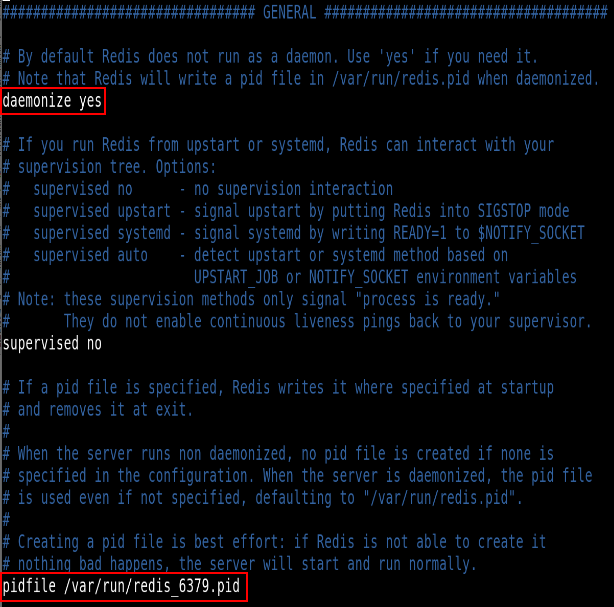 ################################# GENERAL #####################################

# By default Redis does not run as a daemon. Use 'yes' if you need it.
# Note that Redis will write a pid file in /var/run/redis.pid when daemonized.
daemonize yes

# If you run Redis from upstart or systemd, Redis can interact with your
# supervision tree. Options:
#   supervised no      - no supervision interaction
#   supervised upstart - signal upstart by putting Redis into SIGSTOP mode
#   supervised systemd - signal systemd by writing READY=1 to $NOTIFY_SOCKET
#   supervised auto    - detect upstart or systemd method based on
#                        UPSTART_JOB or NOTIFY_SOCKET environment variables
# Note: these supervision methods only signal "process is ready."
#       They do not enable continuous liveness pings back to your supervisor.
supervised no

# If a pid file is specified, Redis writes it where specified at startup
# and removes it at exit.
#
# When the server runs non daemonized, no pid file is created if none is
# specified in the configuration. When the server is daemonized, the pid file
# is used even if not specified, defaulting to "/var/run/redis.pid".
#
# Creating a pid file is best effort: if Redis is not able to create it
# nothing bad happens, the server will start and run normally.
pidfile /var/run/redis_6379.pid